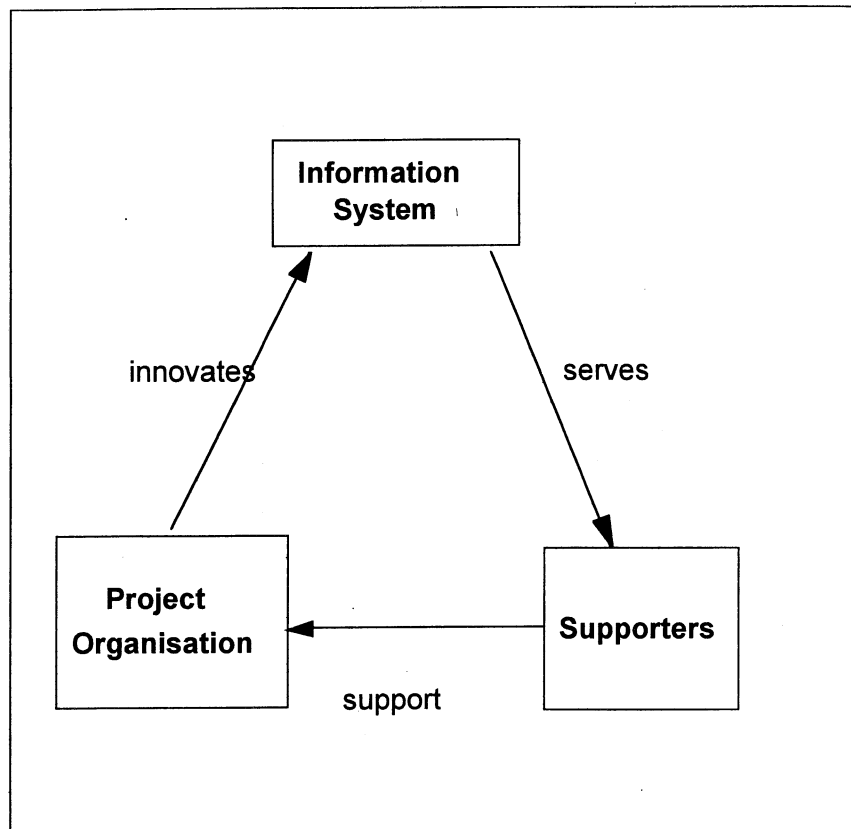 Information
System
innovates
serves
Project
Organisation
Supporters
support